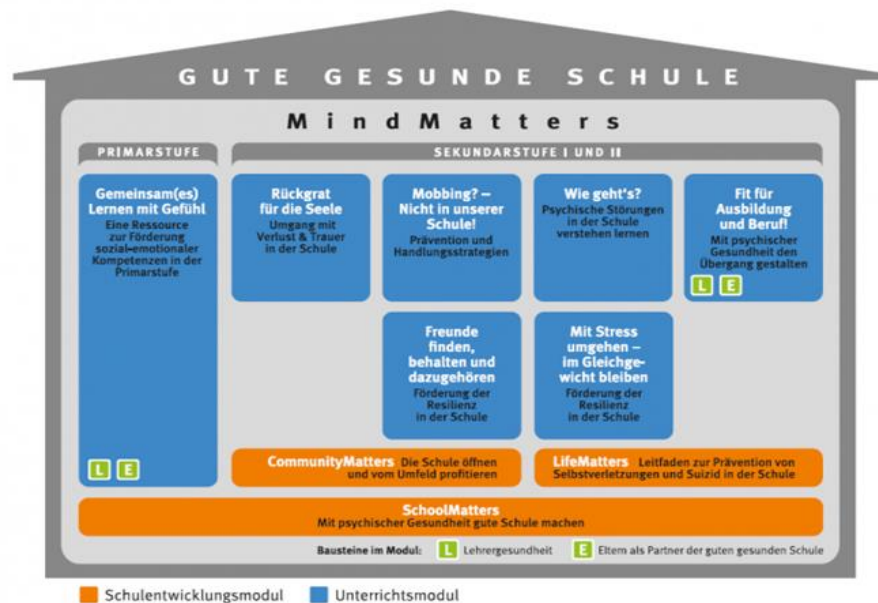 GUTE GESUNDE SCHULE
MindMatters
PRIMARSTUFE
SEKUNDARSTUFE I UND II
Gemeinsam(es)
Lernen mit Gefühl
Eine Ressource
zur Förderung
sozial-emotionaler
Kompetenzen in der
Primarstufe
L E
Rückgrat
für die Seele
Umgang mit
Verlust & Trauer
in der Schule
Mobbing? –
Nicht in unserer
Schule!
Prävention und
Handlungsstrategien
Wie geht's?
Psychische Störungen
in der Schule
verstehen lernen
Fit für
Ausbildung
und Beruf!
Mit psychischer
Gesundheit den
Übergang gestalten
L E
Freunde
finden,
behalten und
dazugehören
Förderung der
Resilienz
in der Schule
Mit Stress
umgehen –
im Gleichge-
wicht bleiben
Förderung der
Resilienz
in der Schule
CommunityMatters Die Schule öffnen
und vom Umfeld profitieren
LifeMatters Leitfaden zur Prävention von
Selbstverletzungen und Suizid in der Schule
SchoolMatters
Mit psychischer Gesundheit gute Schule machen
Bausteine im Modul: L Lehrergesundheit E Eltern als Partner der guten gesunden Schule
Schulentwicklungsmodul Unterrichtsmodul